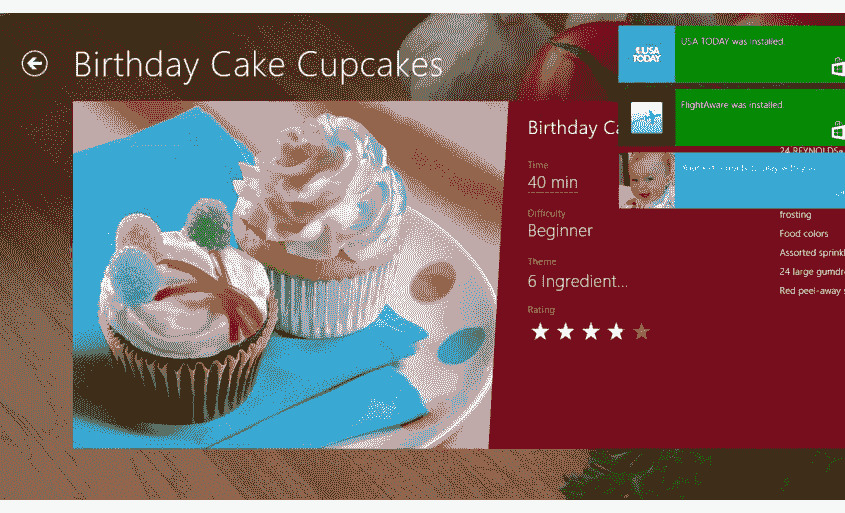 Birthday Cake Cupcakes
USA
TODAY
USA TODAY was installed.
FlightAware was installed
Birthday Ca
Time
40 min
Difficulty
Beginner
Theme
6 Ingredient...
Rating
24 REYNOLDS
frosting
Food colors
Assorted sprinkl
24 large gumdr
Red peel-away s